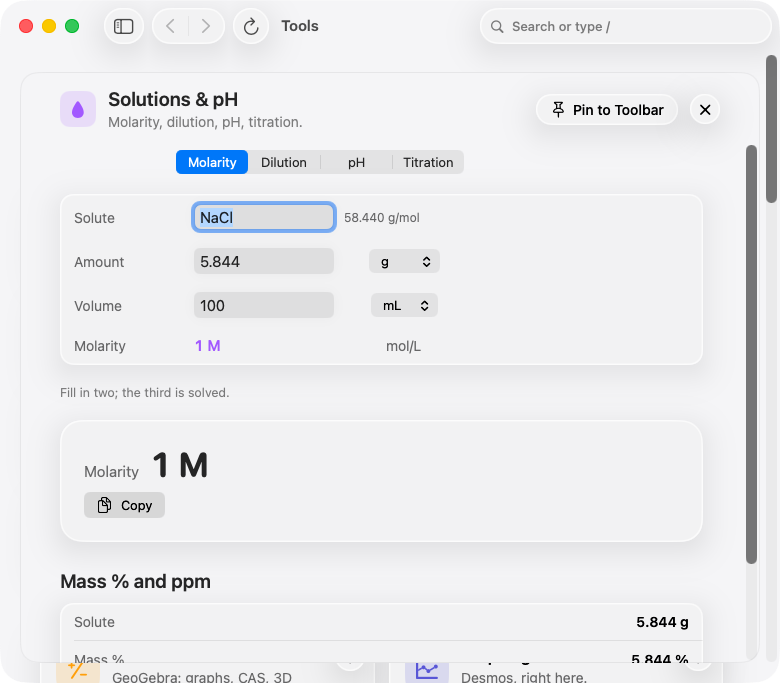 Tools
Search or type /
Solutions & pH
Molarity, dilution, pH, titration.
Pin to Toolbar
Molarity Dilution pH Titration
Solute NaCl 58.440 g/mol
Amount 5.844 g
Volume 100 mL
Molarity 1 M mol/L
Fill in two; the third is solved.
Molarity 1 M
Copy
Mass % and ppm
Solute 5.844 g
Mass % 5.844 %
GeoGebra: graphs, CAS, 3D
Desmos, right here.